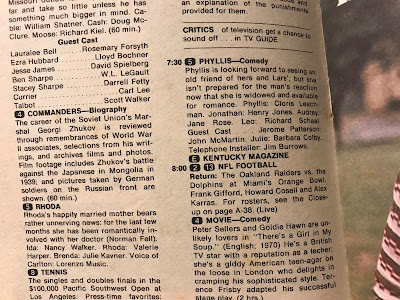 Missouri outlaw
far and take so little unless he has
something much bigger in mind. Ca-
ble: William Shatner. Cash: Doug Mc-
Clure. Moose: Richard Kiel. (60 min.)
Guest Cast
Lauralee Ball Rosemary Forsyth
Ezra Hubbard Lloyd Bochner
Jesse James David Spielberg
Ben Sharpe W.L. LeGault
Stacey Sharpe Darrell Fetty
Currier Carl Lee
Talbot Scott Walker
4 COMMANDERS—Biography
The career of the Soviet Union's Mar-
shal Georgi Zhukov is reviewed
through remembrances of World War
II associates, selections from his writ-
ings, and archives films and photos.
Film footage includes Zhukov's battle
against the Japanese in Mongolia in
1939; and pictures taken by German
soldiers, on the Russian front are
shown. (60 min.)
5 RHODA
Rhoda's happily married mother bears
rather unnerving news: for the last few
months she has been romantically in-
volved with her doctor (Norman Fell).
Ida: Nancy Walker. Rhoda: Valerie
Harper. Brenda: Julie Kavner. Voice of
Carlton: Lorenzo Music.
TENNIS
The singles and doubles finals in the
$100,000 Pacific Southwest Open at
Los Angeles. Press-time favorites:
an explanation of the punishments
provided for them.
CRITICS of television get a chance to
sound off . . . in TV GUIDE
7:30 5 PHYLLIS—Comedy
Phyllis is looking forward to seeing an
old friend of hers and Lars', but she
isn't prepared for the man's reaction
now that she is widowed and available
for romance. Phyllis: Cloris Leach-
man. Jonathan: Henry Jones. Audrey:
Jane Rose. Leo: Richard Schaal.
Guest Cast . . . Jerome Patterson:
John McMartin. Julie: Barbara Colby.
Telephone Installer: Jim Burrows.
E KENTUCKY MAGAZINE
8:00 2 13 NFL FOOTBALL
Return: The Oakland Raiders vs. the
Dolphins at Miami's Orange Bowl.
Frank Gifford, Howard Cosell and Alex
Karras. For rosters, see the Close-
up on page A-38. (Live)
4 MOVIE—Comedy
Peter Sellers and Goldie Hawn are un-
likely lovers in "There's a Girl in My
Soup." (English; 1970) He's a British
TV star with a reputation as a lecher,
she's a giddy American teen-ager on
the loose in London who delights in
cramping his sophisticated style. Ter-
ence Frisby adapted his successful
stage play. (2 hrs.)